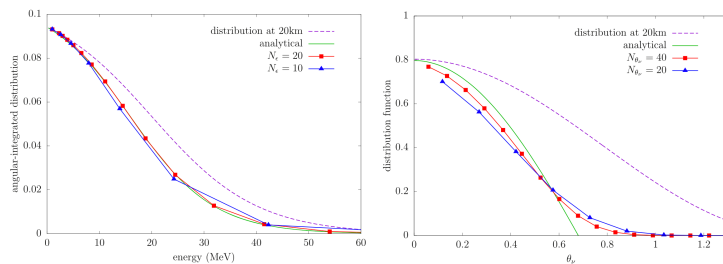 0.1
0.08
0.06
0.04
0.02
0
0 10 20 30 40 50 60
energy (MeV)
angular-integrated distribution
distribution at 20km
analytical
N_ε = 20
N_ε = 10
1
0.8
0.6
0.4
0.2
0
0 0.2 0.4 0.6 0.8 1 1.2
θ_ν
distribution function
distribution at 20km
analytical
N_θ_ν = 40
N_θ_ν = 20